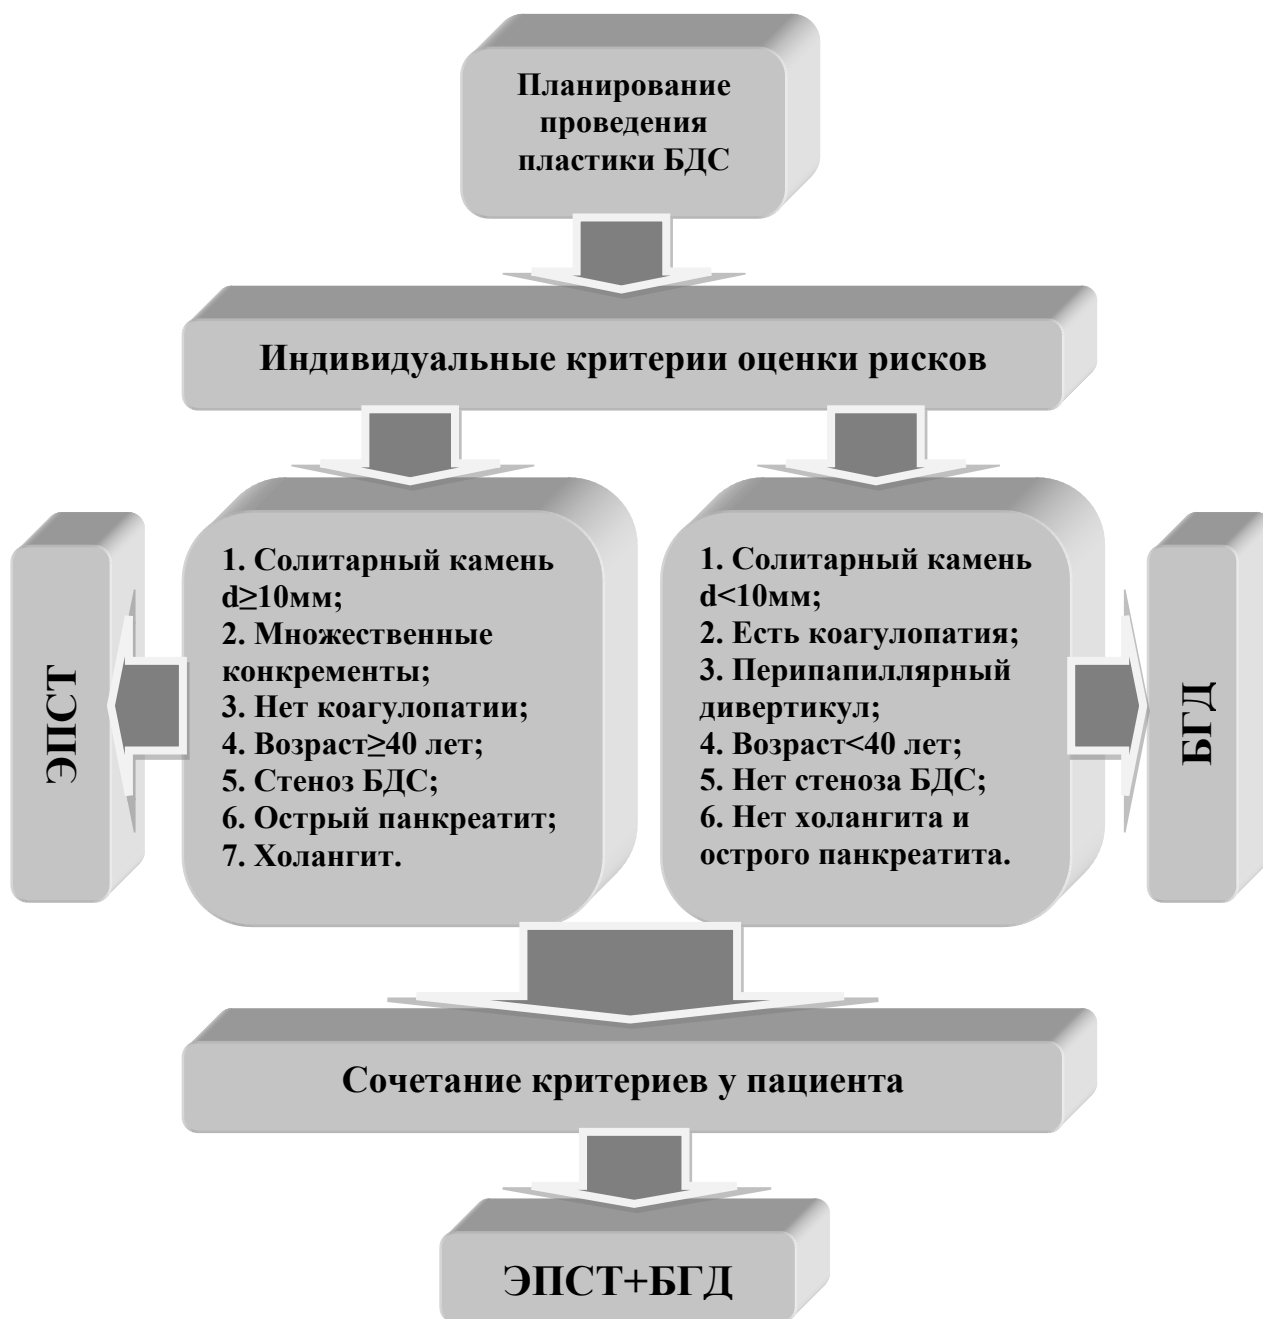 Планирование
проведения
пластики БДС
Индивидуальные критерии оценки рисков
ЭПСТ
1. Солитарный камень
d≥10мм;
2. Множественные
конкременты;
3. Нет коагулопатии;
4. Возраст≥40 лет;
5. Стеноз БДС;
6. Острый панкреатит;
7. Холангит.
1. Солитарный камень
d<10мм;
2. Есть коагулопатия;
3. Перипапиллярный
дивертикул;
4. Возраст<40 лет;
5. Нет стеноза БДС;
6. Нет холангита и
острого панкреатита.
БГД
Сочетание критериев у пациента
ЭПСТ+БГД